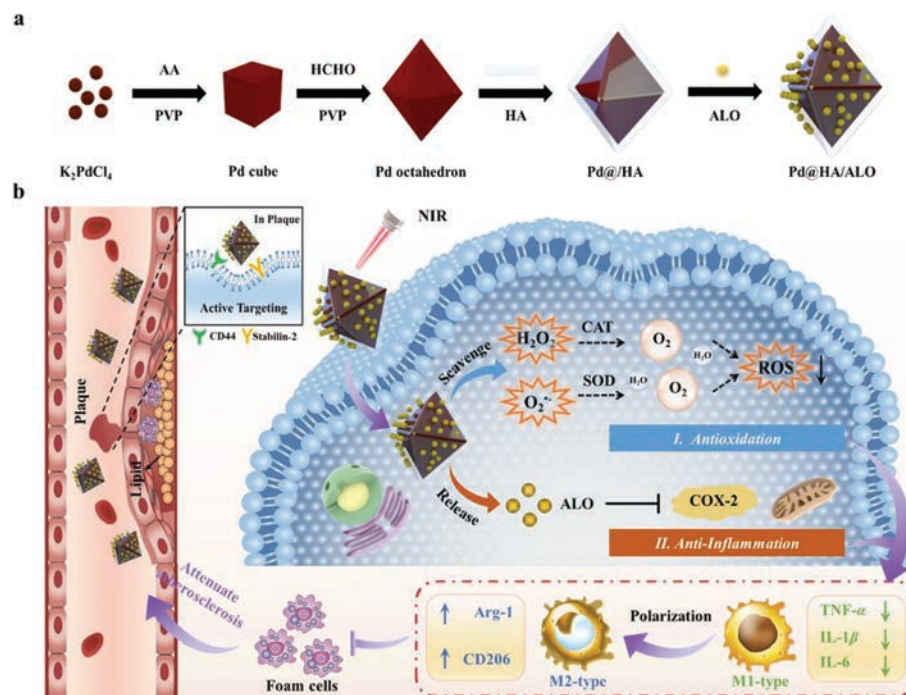 a
AA
HCHO
PVP
PVP
HA
ALO
K₂PdCl₄
Pd cube
Pd octahedron
Pd@/HA
Pd@HA/ALO
b
In Plaque
Active Targeting
CD44
Stabilin-2
NIR
Plaque
Lipid
Scavenge
H₂O₂
CAT
O₂
H₂O
ROS
O₂•-
SOD
H₂O
O₂
I. Antioxidation
Release
ALO
COX-2
II. Anti-Inflammation
Attenuate
atherosclerosis
Foam cells
Arg-1
CD206
M2-type
Polarization
M1-type
TNF-α
IL-1β
IL-6